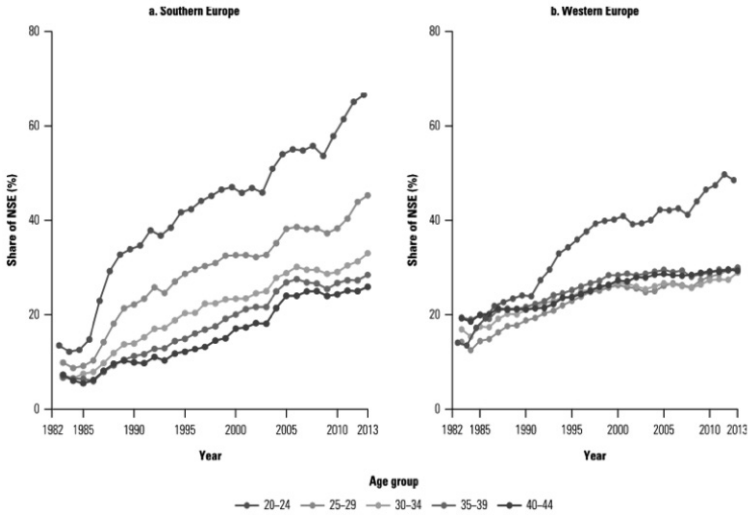 a. Southern Europe
b. Western Europe
80
60
40
20
0
Share of NSE (%)
1982 1985 1990 1995 2000 2005 2010 2013
Year
80
60
40
20
0
Share of NSE (%)
1982 1985 1990 1995 2000 2005 2010 2013
Year
Age group
20–24 25–29 30–34 35–39 40–44